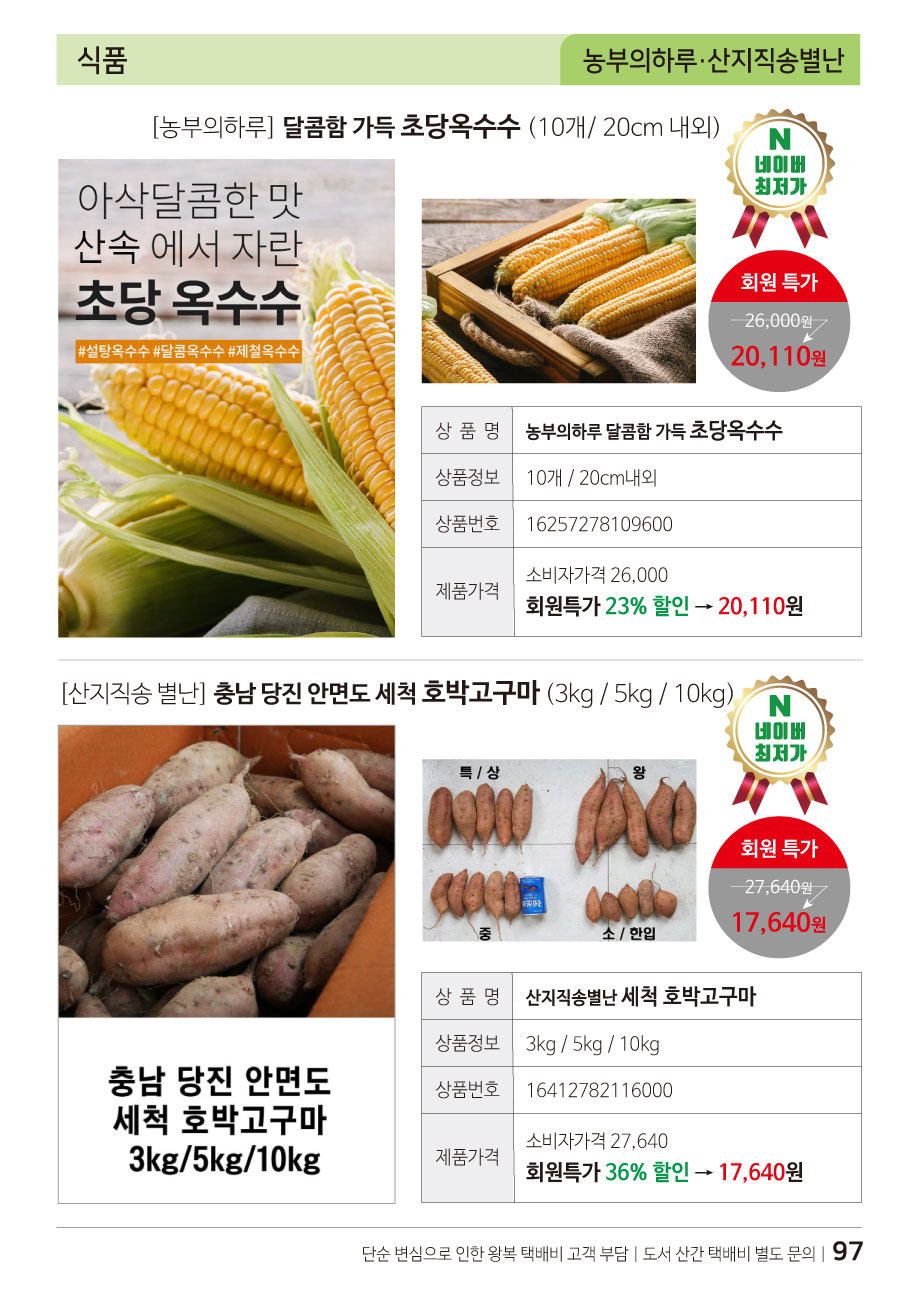 식품
농부의하루·산지직송별난
[농부의하루] 달콤함 가득 초당옥수수 (10개/ 20cm 내외)
N
네이버
최저가
아삭달콤한 맛
산속 에서 자란
초당 옥수수
#설탕옥수수 #달콤옥수수 #제철옥수수
회원 특가
26,000원
20,110원
상 품 명 농부의하루 달콤함 가득 초당옥수수
상품정보 10개 / 20cm내외
상품번호 16257278109600
제품가격
소비자가격 26,000
회원특가 23% 할인 → 20,110원
[산지직송 별난] 충남 당진 안면도 세척 호박고구마 (3kg / 5kg / 10kg)
N
네이버
최저가
특 / 상
왕
중
소 / 한입
회원 특가
27,640원
17,640원
충남 당진 안면도
세척 호박고구마
3kg/5kg/10kg
상 품 명 산지직송별난 세척 호박고구마
상품정보 3kg / 5kg / 10kg
상품번호 16412782116000
제품가격
소비자가격 27,640
회원특가 36% 할인 → 17,640원
단순 변심으로 인한 왕복 택배비 고객 부담 | 도서 산간 택배비 별도 문의 | 97